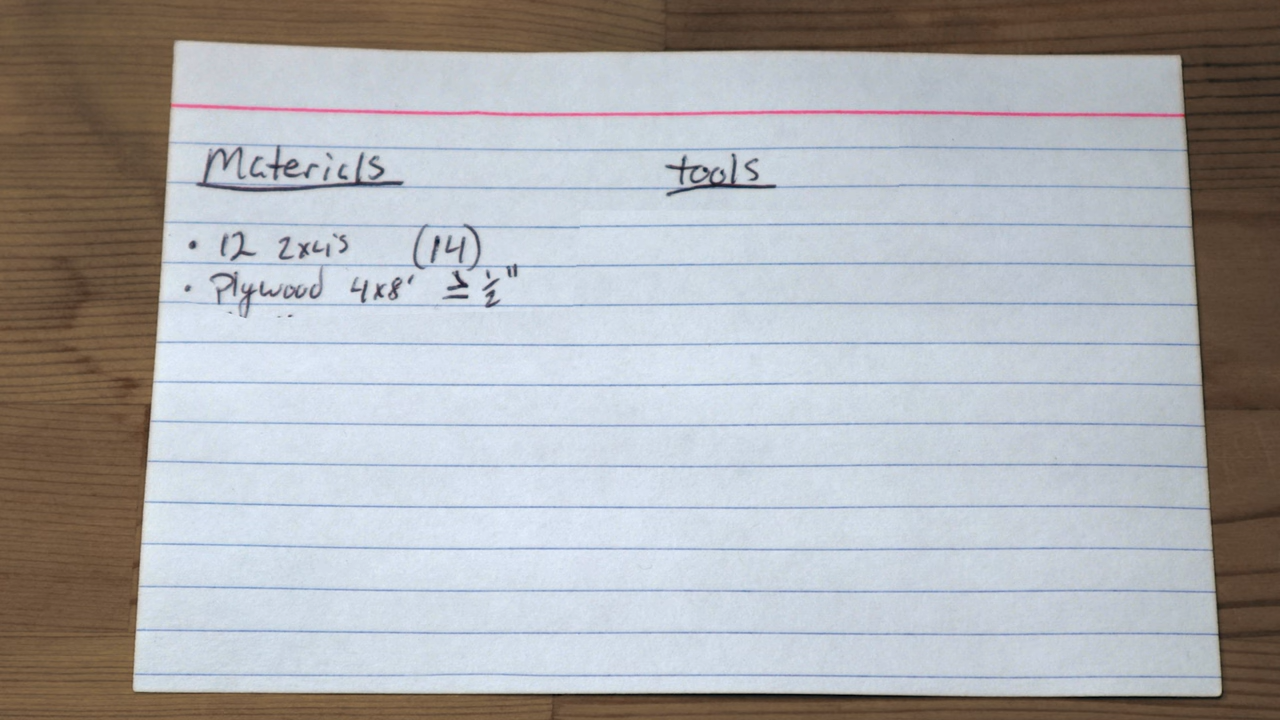 Materials
tools
• 12 2x4's (14)
• Plywood 4x8' ≥ 1/2"